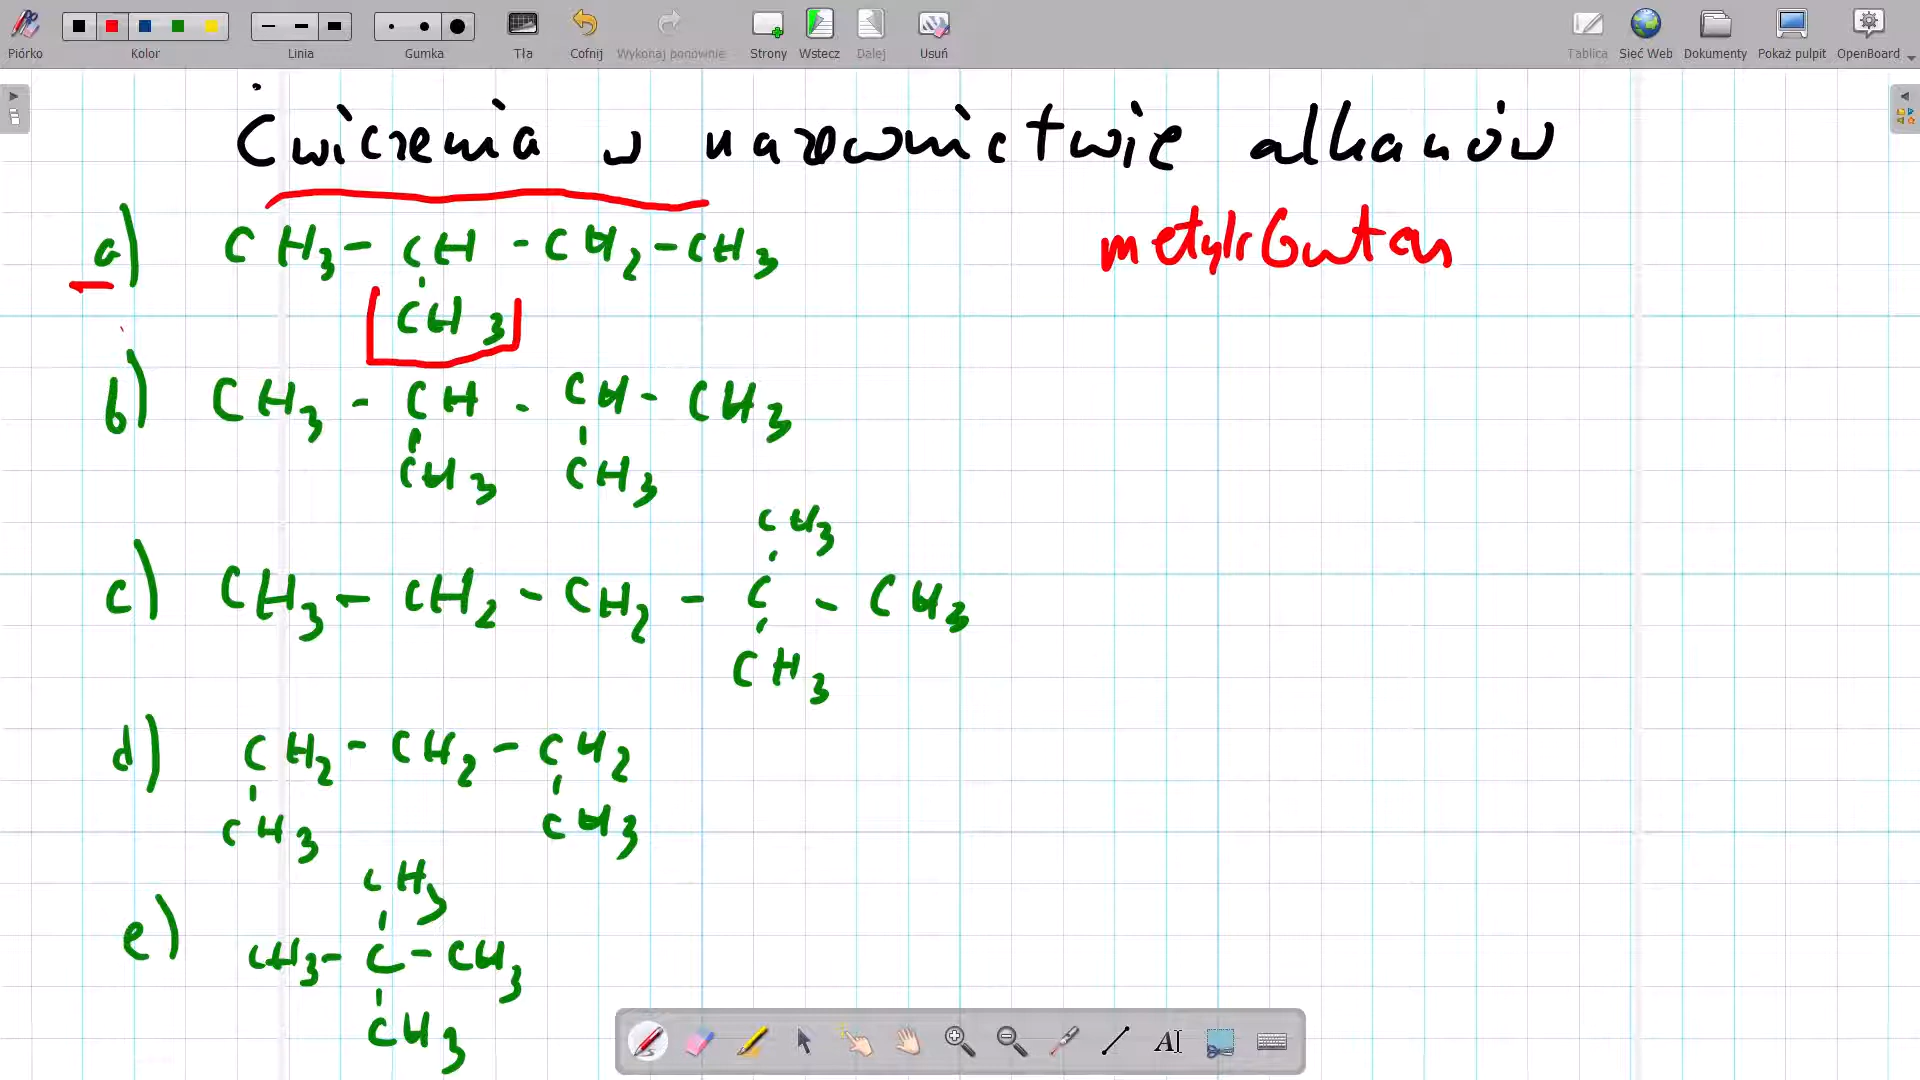 Piórko Kolor Linia Gumka Tła Cofnij Wykonaj ponownie Strony Wstecz Dalej Usuń Tablica Sieć Web Dokumenty Pokaż pulpit OpenBoard
Ćwiczenia w nazewnictwie alkanów
a) CH3 - CH - CH2 - CH3 metylobutan
CH3
b) CH3 - CH - CH - CH3
CH3 CH3
CH3
c) CH3 - CH2 - CH2 - C - CH3
CH3
d) CH2 - CH2 - CH2
CH3 CH3
CH3
e) CH3 - C - CH3
CH3